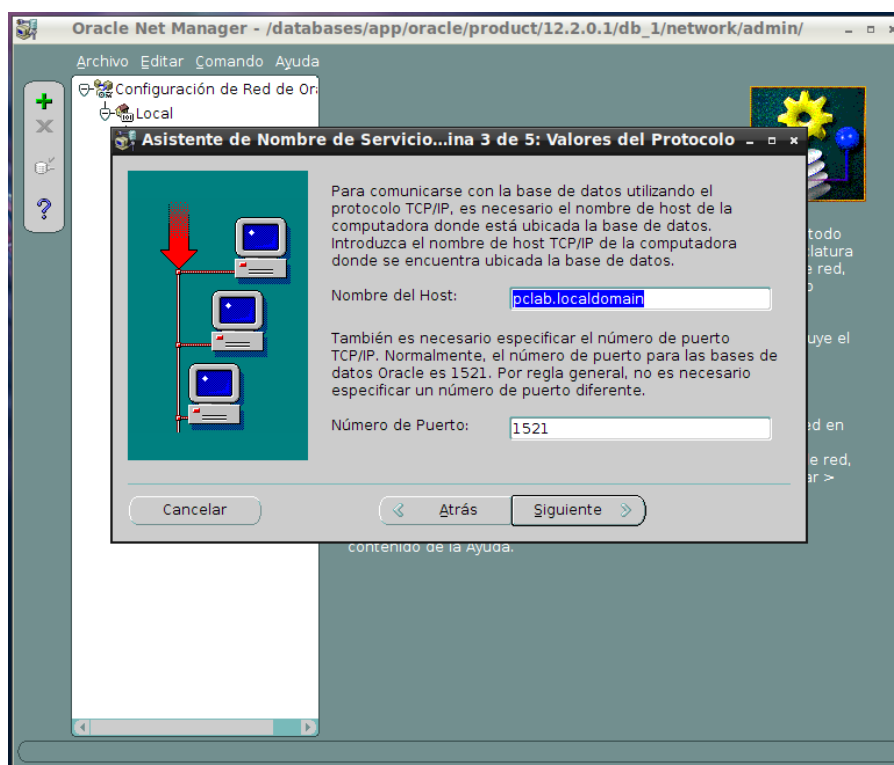 Oracle Net Manager - /databases/app/oracle/product/12.2.0.1/db_1/network/admin/
Archivo Editar Comando Ayuda
Configuración de Red de Or
Local
Asistente de Nombre de Servicio...ina 3 de 5: Valores del Protocolo
Para comunicarse con la base de datos utilizando el
protocolo TCP/IP, es necesario el nombre de host de la
computadora donde está ubicada la base de datos.
Introduzca el nombre de host TCP/IP de la computadora
donde se encuentra ubicada la base de datos.
Nombre del Host: pclab.localdomain
También es necesario especificar el número de puerto
TCP/IP. Normalmente, el número de puerto para las bases de
datos Oracle es 1521. Por regla general, no es necesario
especificar un número de puerto diferente.
Número de Puerto: 1521
Cancelar Atrás Siguiente
todo
latura
e red,
uye el
ed en
e red,
ar >
contenido de la Ayuda.